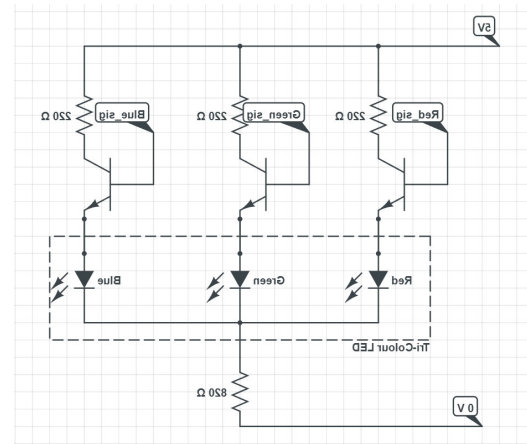 5V
220 Ω Blue_sig 220 Ω Green_sig 220 Ω Red_sig
Blue Green Red
Tri-Colour LED
820 Ω
0 V